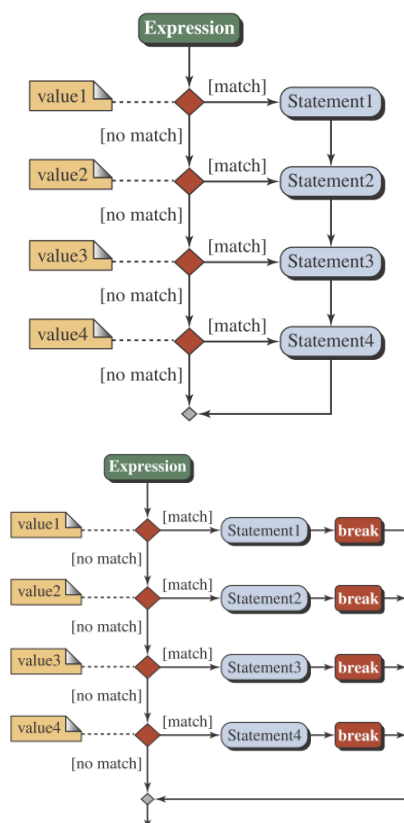 Expression
value1
[match]
Statement1
[no match]
value2
[match]
Statement2
[no match]
value3
[match]
Statement3
[no match]
value4
[match]
Statement4
[no match]
Expression
value1
[match]
Statement1
break
[no match]
value2
[match]
Statement2
break
[no match]
value3
[match]
Statement3
break
[no match]
value4
[match]
Statement4
break
[no match]